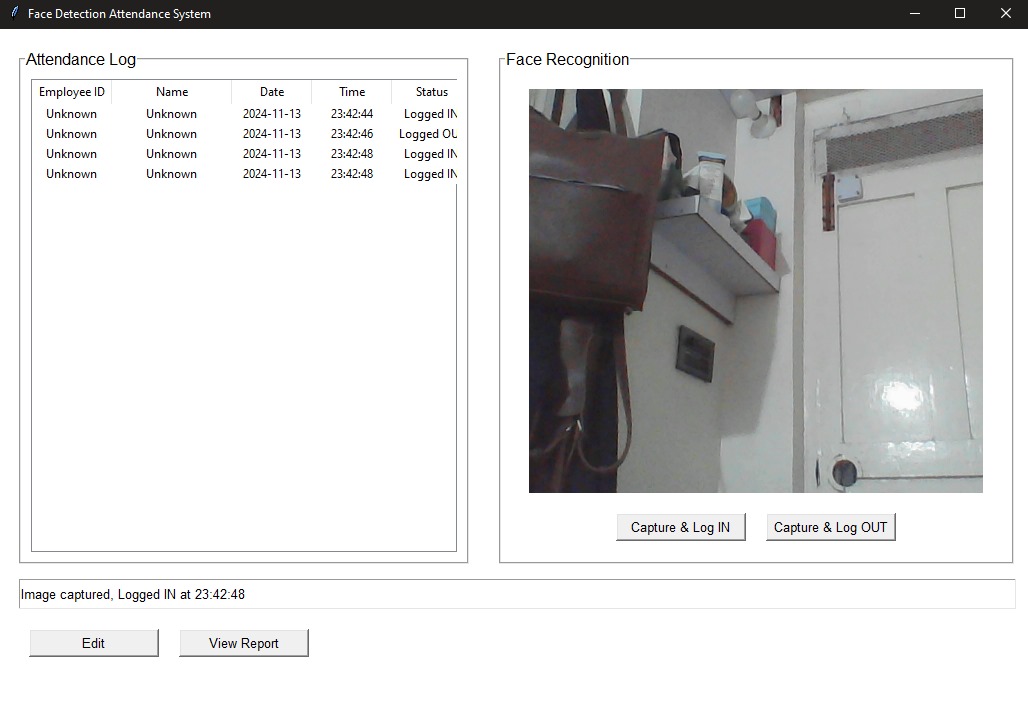 Face Detection Attendance System
Attendance Log
Employee ID Name Date Time Status
Unknown Unknown 2024-11-13 23:42:44 Logged IN
Unknown Unknown 2024-11-13 23:42:46 Logged OU
Unknown Unknown 2024-11-13 23:42:48 Logged IN
Unknown Unknown 2024-11-13 23:42:48 Logged IN
Face Recognition
Capture & Log IN
Capture & Log OUT
Image captured, Logged IN at 23:42:48
Edit
View Report